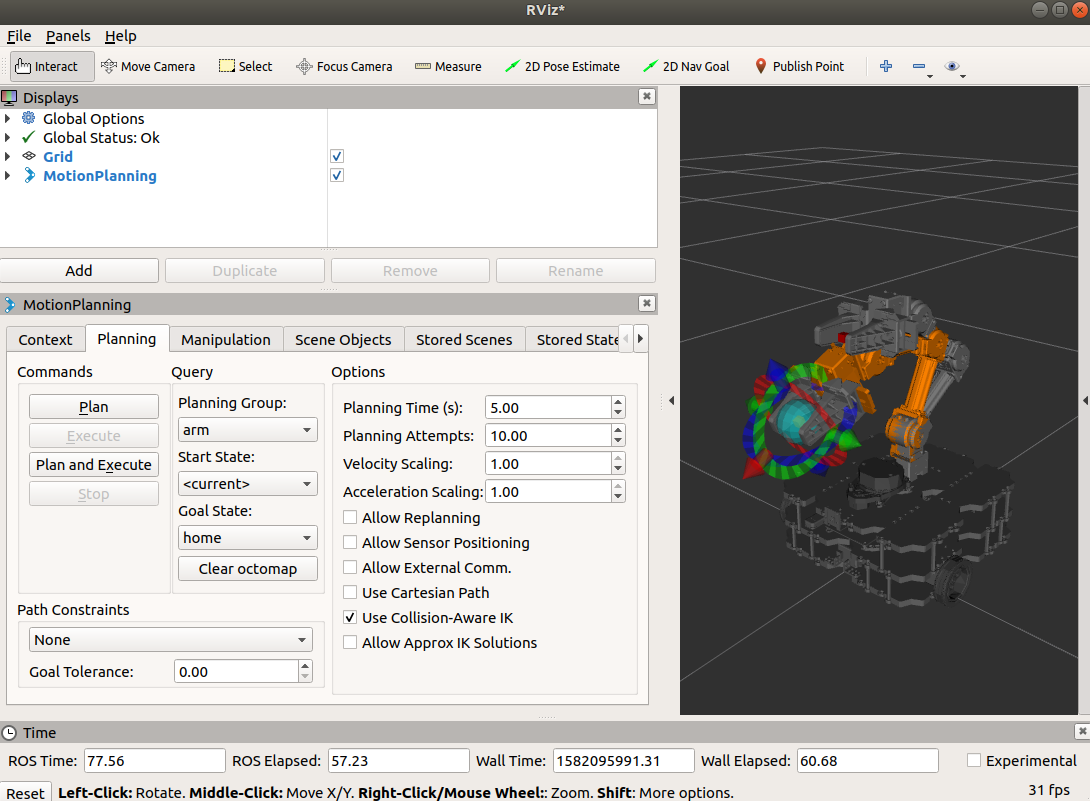 RViz*
File Panels Help
Interact Move Camera Select Focus Camera Measure 2D Pose Estimate 2D Nav Goal Publish Point
Displays
Global Options
Global Status: Ok
Grid
MotionPlanning
Add Duplicate Remove Rename
MotionPlanning
Context Planning Manipulation Scene Objects Stored Scenes Stored State
Commands
Plan
Execute
Plan and Execute
Stop
Query
Planning Group:
arm
Start State:
<current>
Goal State:
home
Clear octomap
Path Constraints
None
Goal Tolerance: 0.00
Options
Planning Time (s): 5.00
Planning Attempts: 10.00
Velocity Scaling: 1.00
Acceleration Scaling: 1.00
Allow Replanning
Allow Sensor Positioning
Allow External Comm.
Use Cartesian Path
Use Collision-Aware IK
Allow Approx IK Solutions
Time
ROS Time: 77.56 ROS Elapsed: 57.23 Wall Time: 1582095991.31 Wall Elapsed: 60.68 Experimental
Reset Left-Click: Rotate. Middle-Click: Move X/Y. Right-Click/Mouse Wheel:: Zoom. Shift: More options. 31 fps